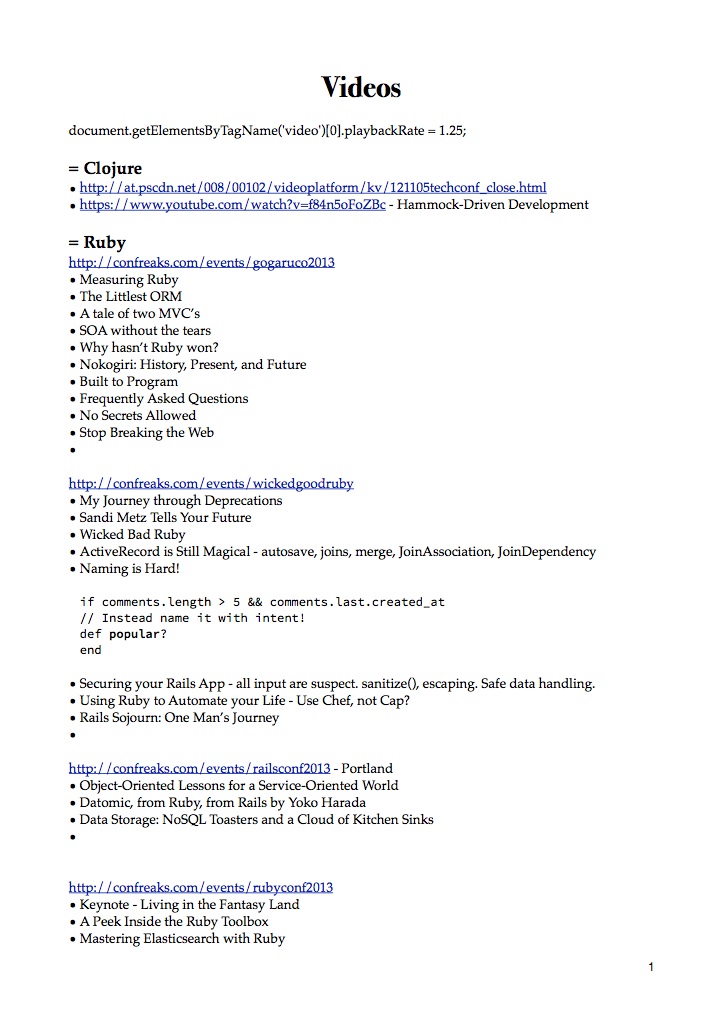 Videos
document.getElementsByTagName('video')[0].playbackRate = 1.25;
= Clojure
• http://at.pscdn.net/008/00102/videoplatform/kv/121105techconf_close.html
• https://www.youtube.com/watch?v=f84n5oFoZBc - Hammock-Driven Development
= Ruby
http://confreaks.com/events/gogaruco2013
• Measuring Ruby
• The Littlest ORM
• A tale of two MVC’s
• SOA without the tears
• Why hasn’t Ruby won?
• Nokogiri: History, Present, and Future
• Built to Program
• Frequently Asked Questions
• No Secrets Allowed
• Stop Breaking the Web
•
http://confreaks.com/events/wickedgoodruby
• My Journey through Deprecations
• Sandi Metz Tells Your Future
• Wicked Bad Ruby
• ActiveRecord is Still Magical - autosave, joins, merge, JoinAssociation, JoinDependency
• Naming is Hard!
if comments.length > 5 && comments.last.created_at
// Instead name it with intent!
def popular?
end
• Securing your Rails App - all input are suspect. sanitize(), escaping. Safe data handling.
• Using Ruby to Automate your Life - Use Chef, not Cap?
• Rails Sojourn: One Man’s Journey
•
http://confreaks.com/events/railsconf2013 - Portland
• Object-Oriented Lessons for a Service-Oriented World
• Datomic, from Ruby, from Rails by Yoko Harada
• Data Storage: NoSQL Toasters and a Cloud of Kitchen Sinks
•
http://confreaks.com/events/rubyconf2013
• Keynote - Living in the Fantasy Land
• A Peek Inside the Ruby Toolbox
• Mastering Elasticsearch with Ruby
1